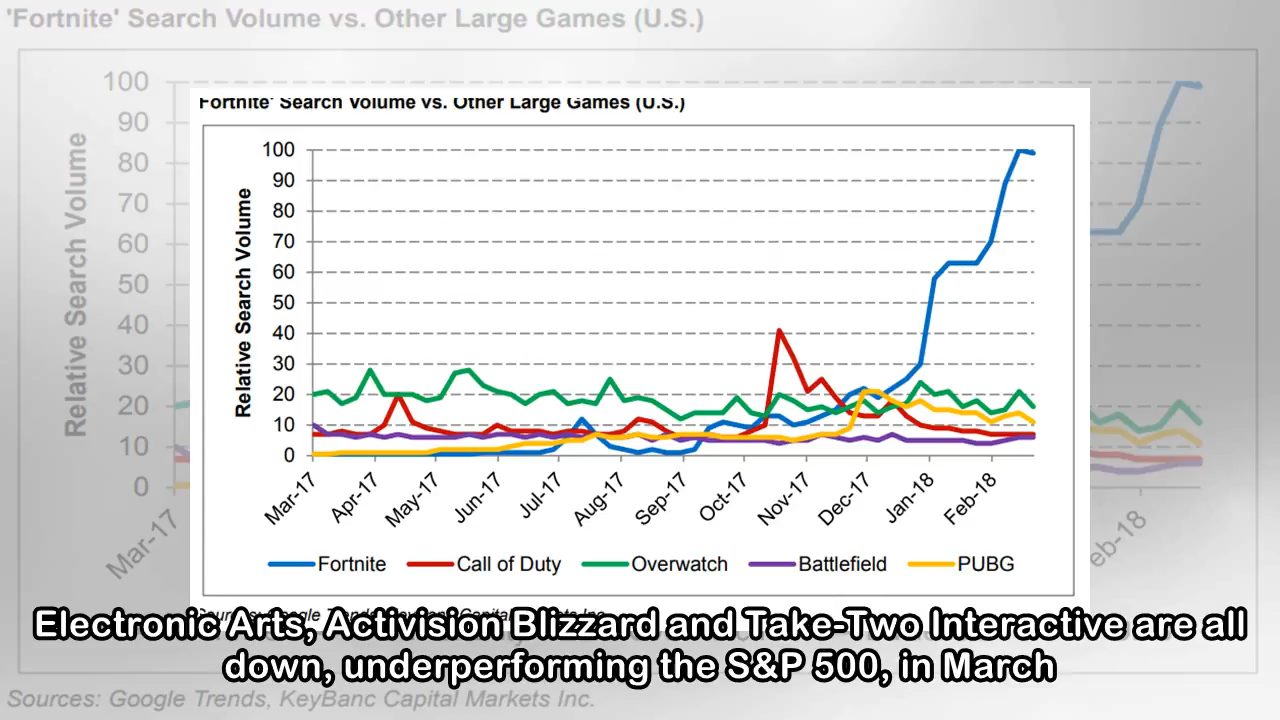 'Fortnite' Search Volume vs. Other Large Games (U.S.)
Fortnite' Search Volume vs. Other Large Games (U.S.)
Relative Search Volume
100
90
80
70
60
50
40
30
20
10
0
Mar-17
eb-18
Relative Search Volume
100
90
80
70
60
50
40
30
20
10
0
Mar-17
Apr-17
May-17
Jun-17
Jul-17
Aug-17
Sep-17
Oct-17
Nov-17
Dec-17
Jan-18
Feb-18
Fortnite
Call of Duty
Overwatch
Battlefield
PUBG
Electronic Arts, Activision Blizzard and Take-Two Interactive are all
down, underperforming the S&P 500, in March
Sources: Google Trends, KeyBanc Capital Markets Inc.